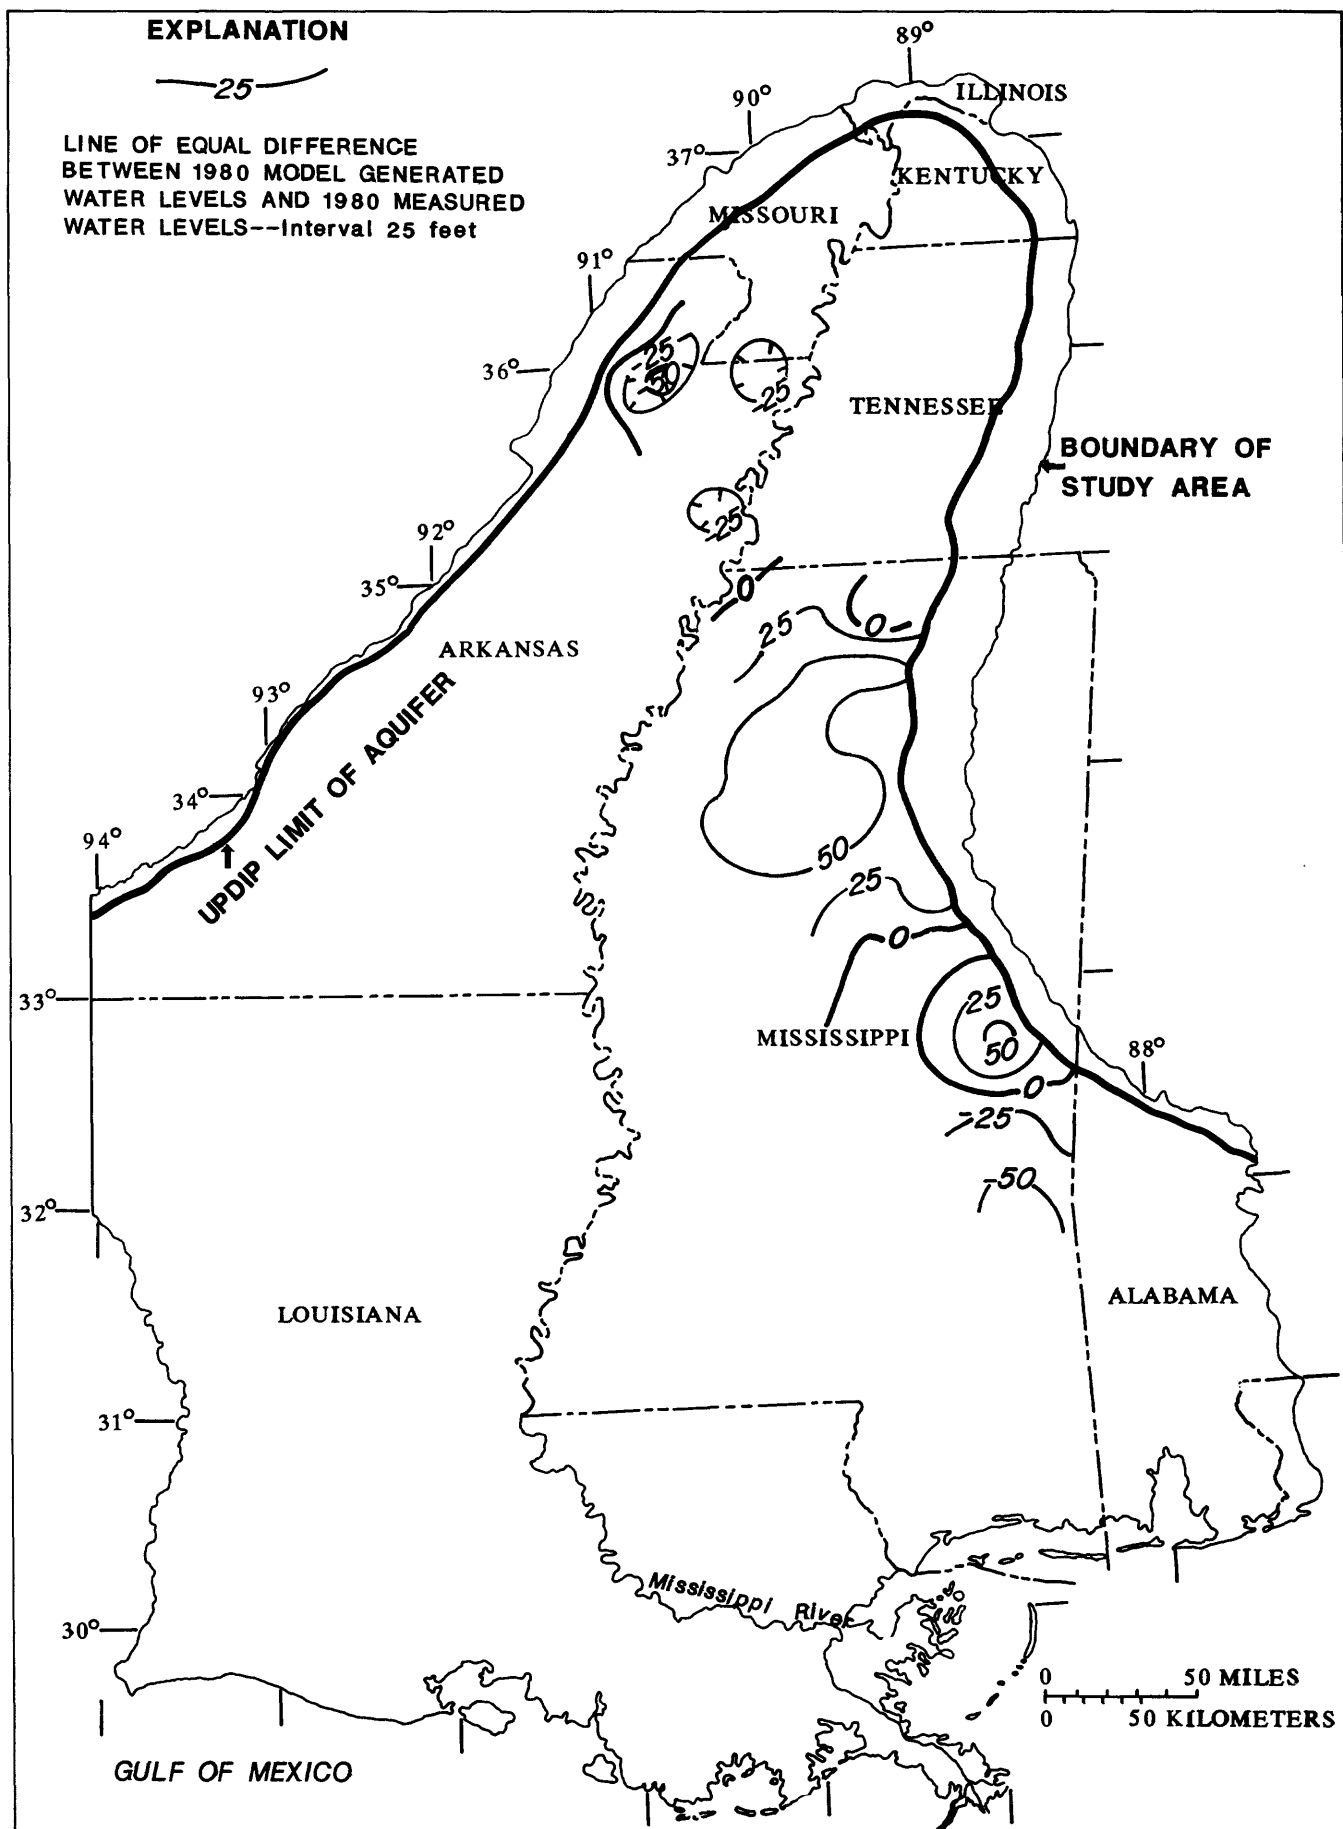 EXPLANATION
25
LINE OF EQUAL DIFFERENCE
BETWEEN 1980 MODEL GENERATED
WATER LEVELS AND 1980 MEASURED
WATER LEVELS--Interval 25 feet
89°
ILLINOIS
90°
37°
KENTUCKY
MISSOURI
91°
25
50
36°
25
TENNESSEE
BOUNDARY OF
STUDY AREA
25
92°
35°
0
25
0
ARKANSAS
93°
UPDIP LIMIT OF AQUIFER
34°
94°
50
25
0
33°
25
MISSISSIPPI
50
88°
0
-25
-50
32°
LOUISIANA
ALABAMA
31°
Mississippi River
30°
0 50 MILES
0 50 KILOMETERS
GULF OF MEXICO